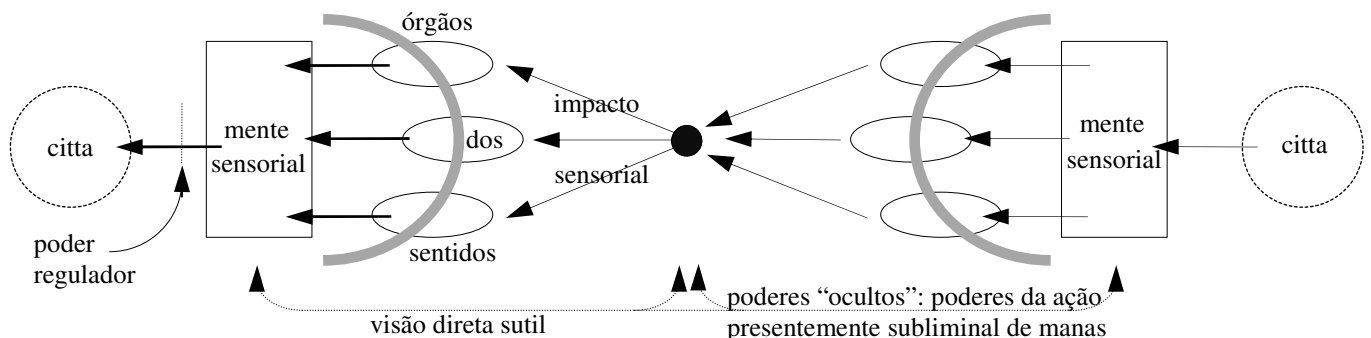 órgãos
impacto
citta
mente
sensorial
dos
mente
sensorial
citta
sensorial
sentidos
poder
regulador
visão direta sutil
poderes “ocultos”: poderes da ação
presentemente subliminal de manas